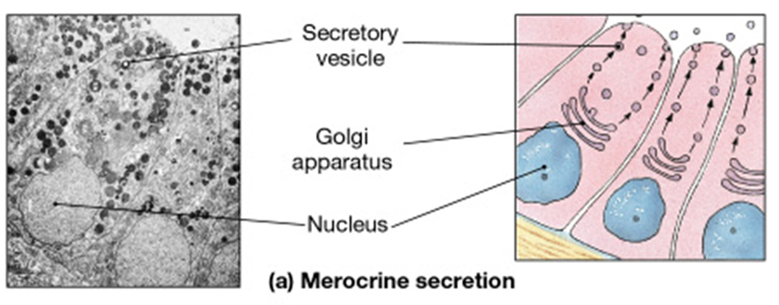 Secretory
vesicle
Golgi
apparatus
Nucleus
(a) Merocrine secretion